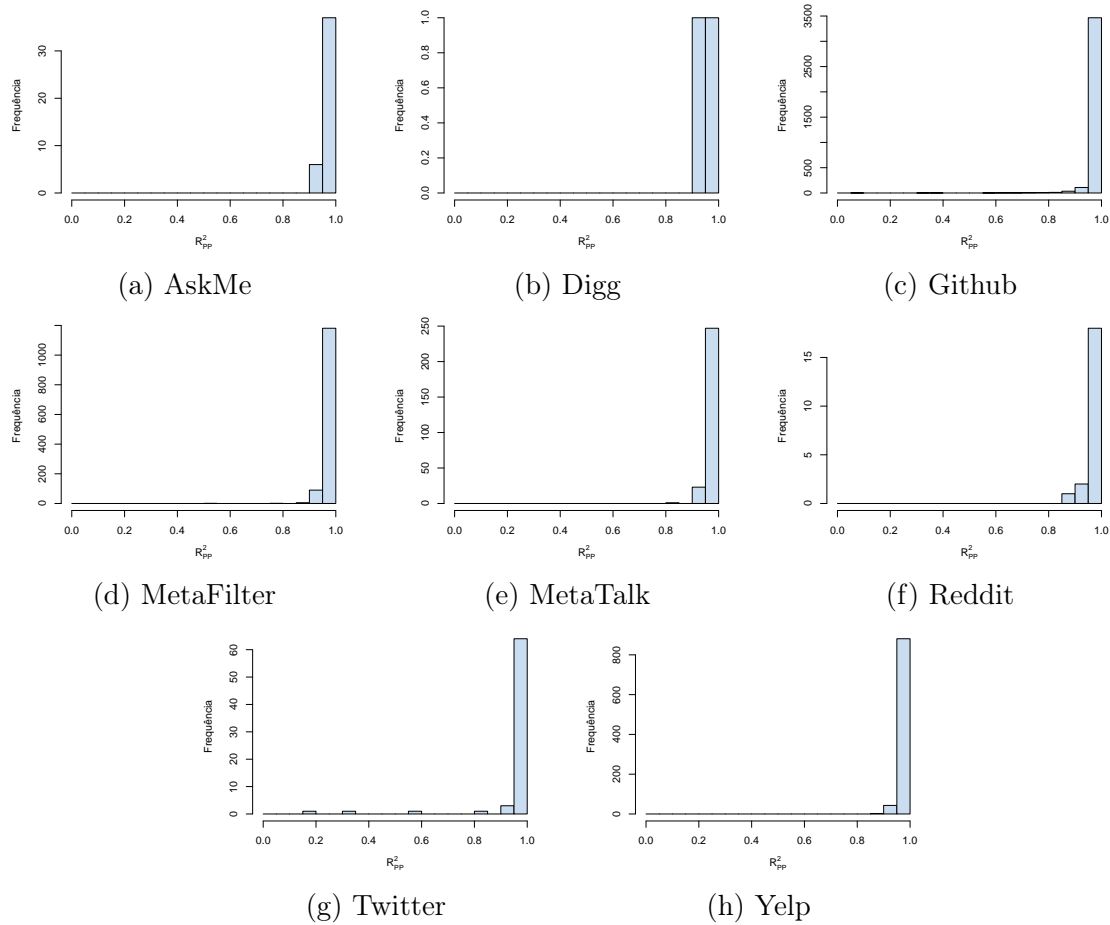 Frequência
0 10 20 30
0.0 0.2 0.4 0.6 0.8 1.0
R²PP
(a) AskMe
Frequência
0.0 0.2 0.4 0.6 0.8 1.0
0.0 0.2 0.4 0.6 0.8 1.0
R²PP
(b) Digg
Frequência
0 500 1500 2500 3500
0.0 0.2 0.4 0.6 0.8 1.0
R²PP
(c) Github
Frequência
0 200 400 600 800 1000
0.0 0.2 0.4 0.6 0.8 1.0
R²PP
(d) MetaFilter
Frequência
0 50 100 150 200 250
0.0 0.2 0.4 0.6 0.8 1.0
R²PP
(e) MetaTalk
Frequência
0 5 10 15
0.0 0.2 0.4 0.6 0.8 1.0
R²PP
(f) Reddit
Frequência
0 10 20 30 40 50 60
0.0 0.2 0.4 0.6 0.8 1.0
R²PP
(g) Twitter
Frequência
0 200 400 600 800
0.0 0.2 0.4 0.6 0.8 1.0
R²PP
(h) Yelp